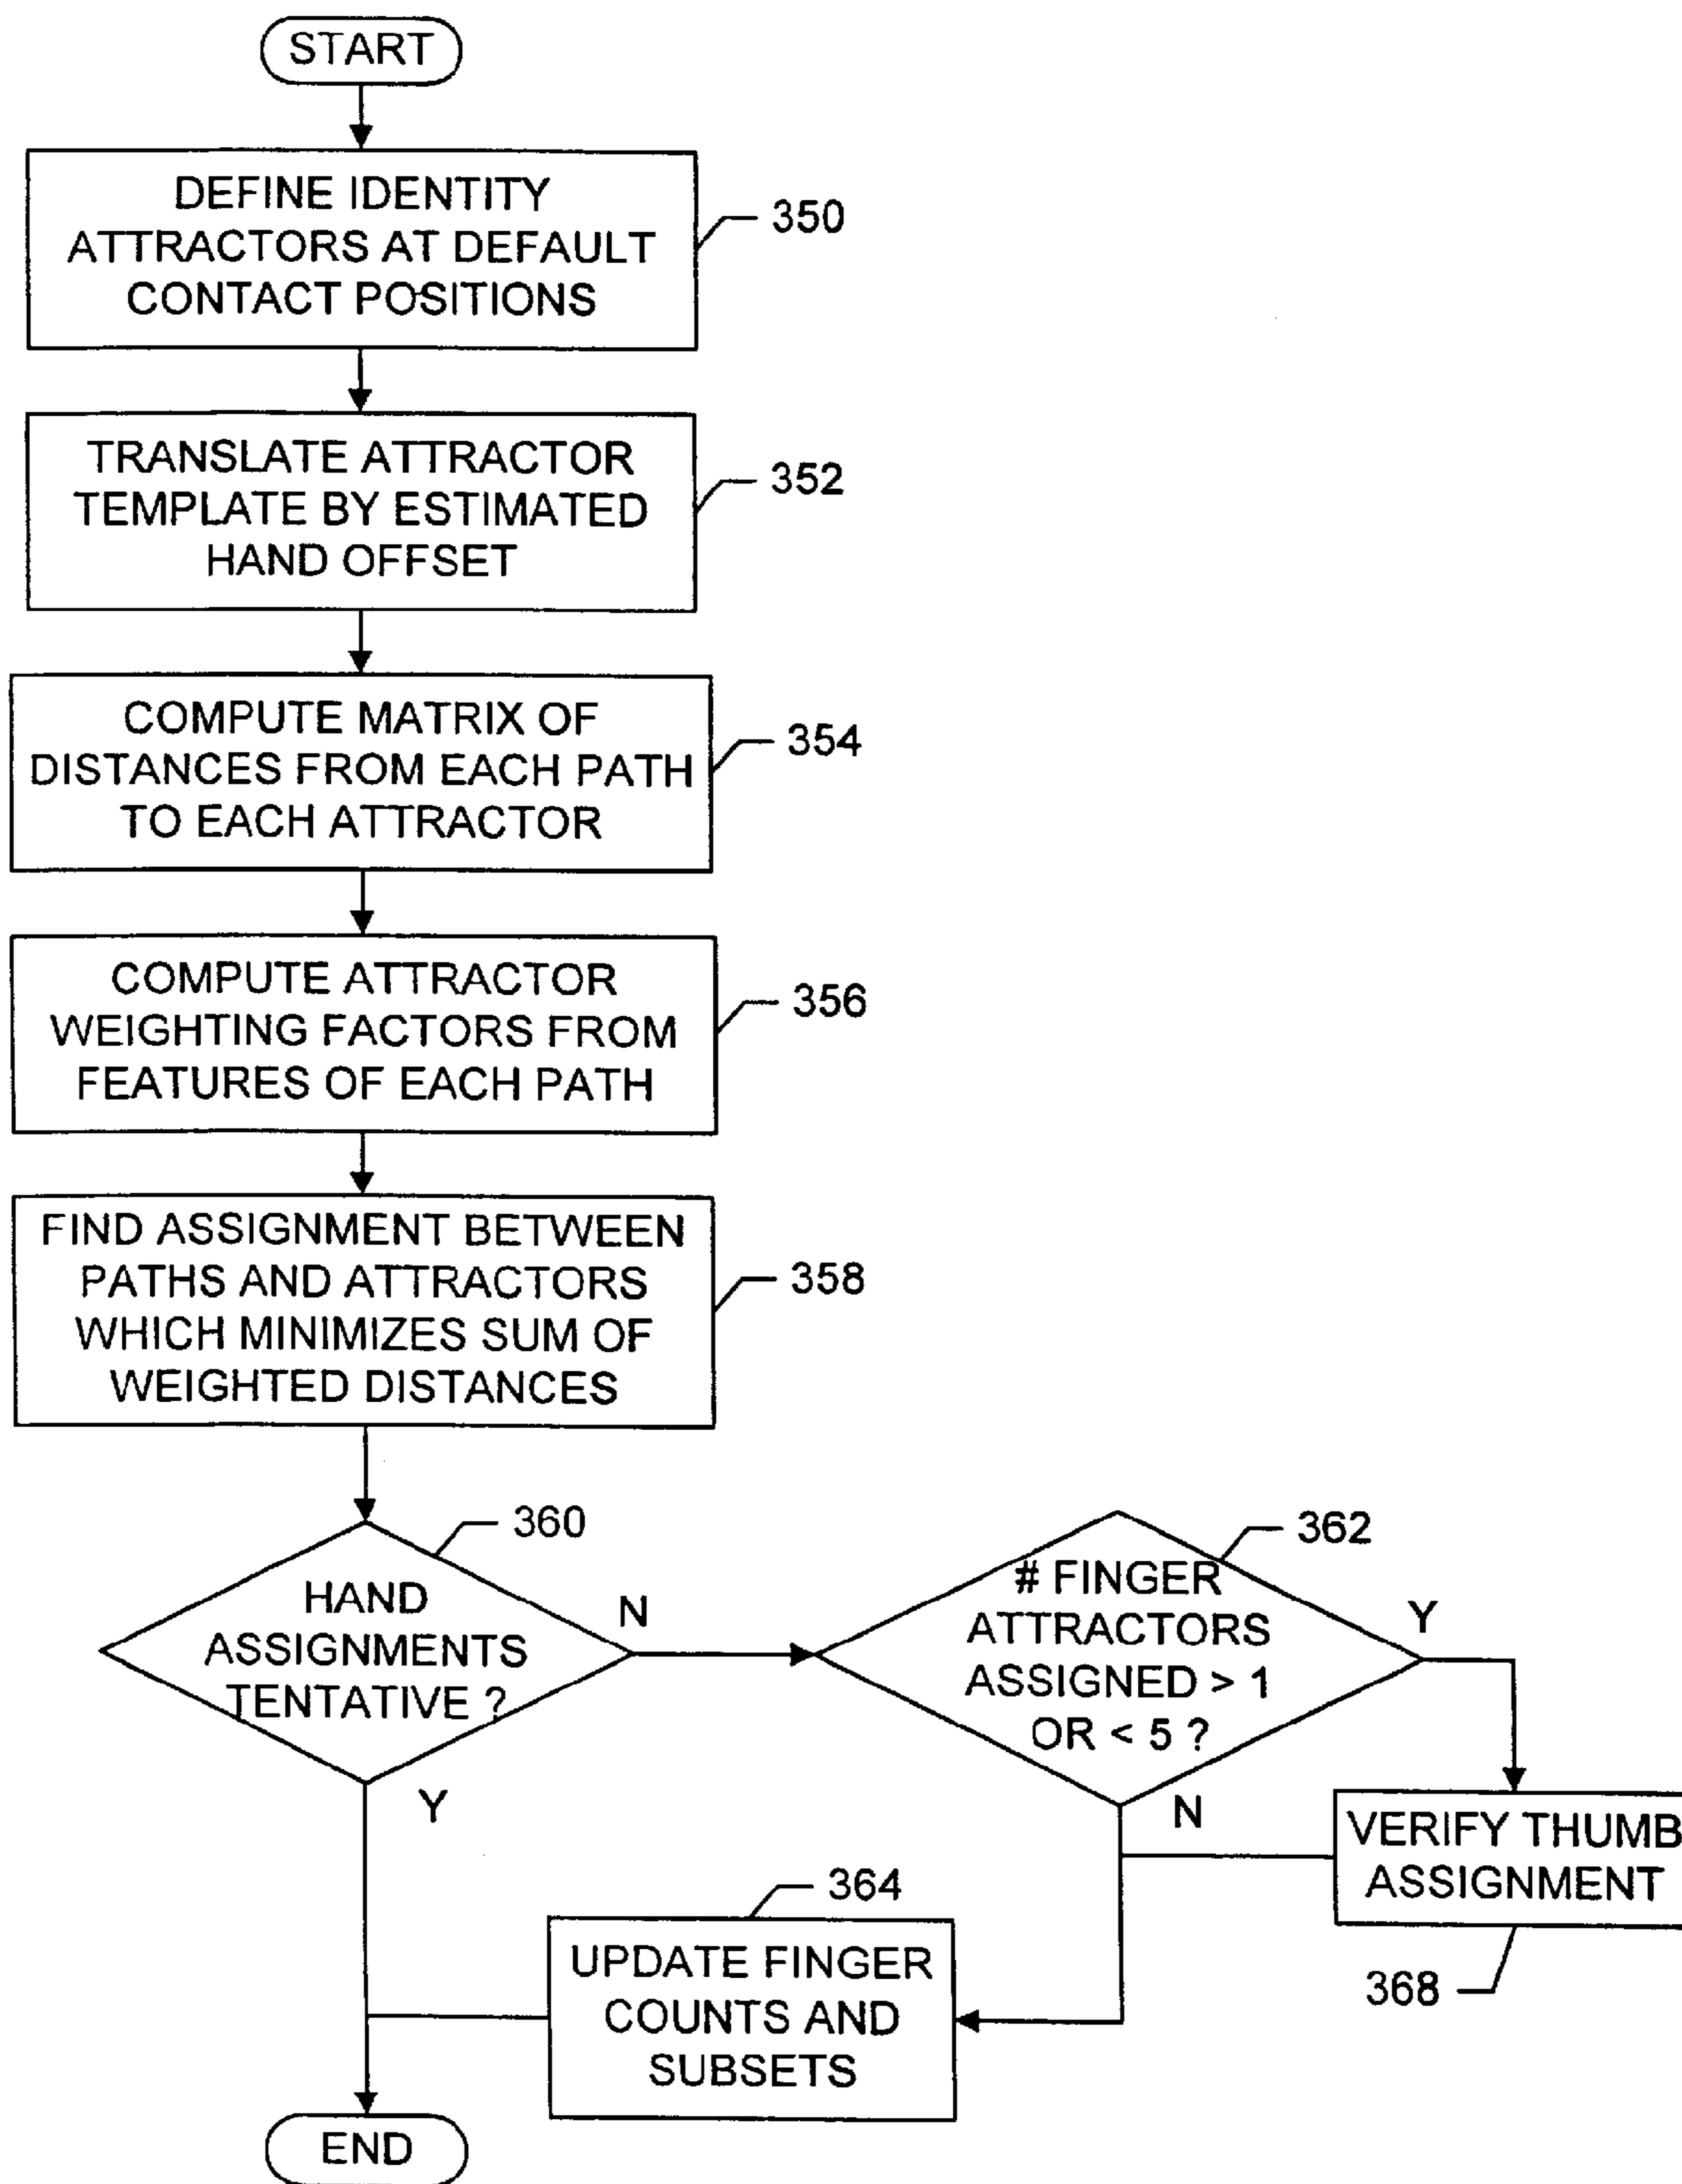 START
DEFINE IDENTITY
ATTRACTORS AT DEFAULT
CONTACT POSITIONS
350
TRANSLATE ATTRACTOR
TEMPLATE BY ESTIMATED
HAND OFFSET
352
COMPUTE MATRIX OF
DISTANCES FROM EACH PATH
TO EACH ATTRACTOR
354
COMPUTE ATTRACTOR
WEIGHTING FACTORS FROM
FEATURES OF EACH PATH
356
FIND ASSIGNMENT BETWEEN
PATHS AND ATTRACTORS
WHICH MINIMIZES SUM OF
WEIGHTED DISTANCES
358
360
HAND
ASSIGNMENTS
TENTATIVE ?
N
Y
362
# FINGER
ATTRACTORS
ASSIGNED > 1
OR < 5 ?
Y
N
VERIFY THUMB
ASSIGNMENT
368
364
UPDATE FINGER
COUNTS AND
SUBSETS
END